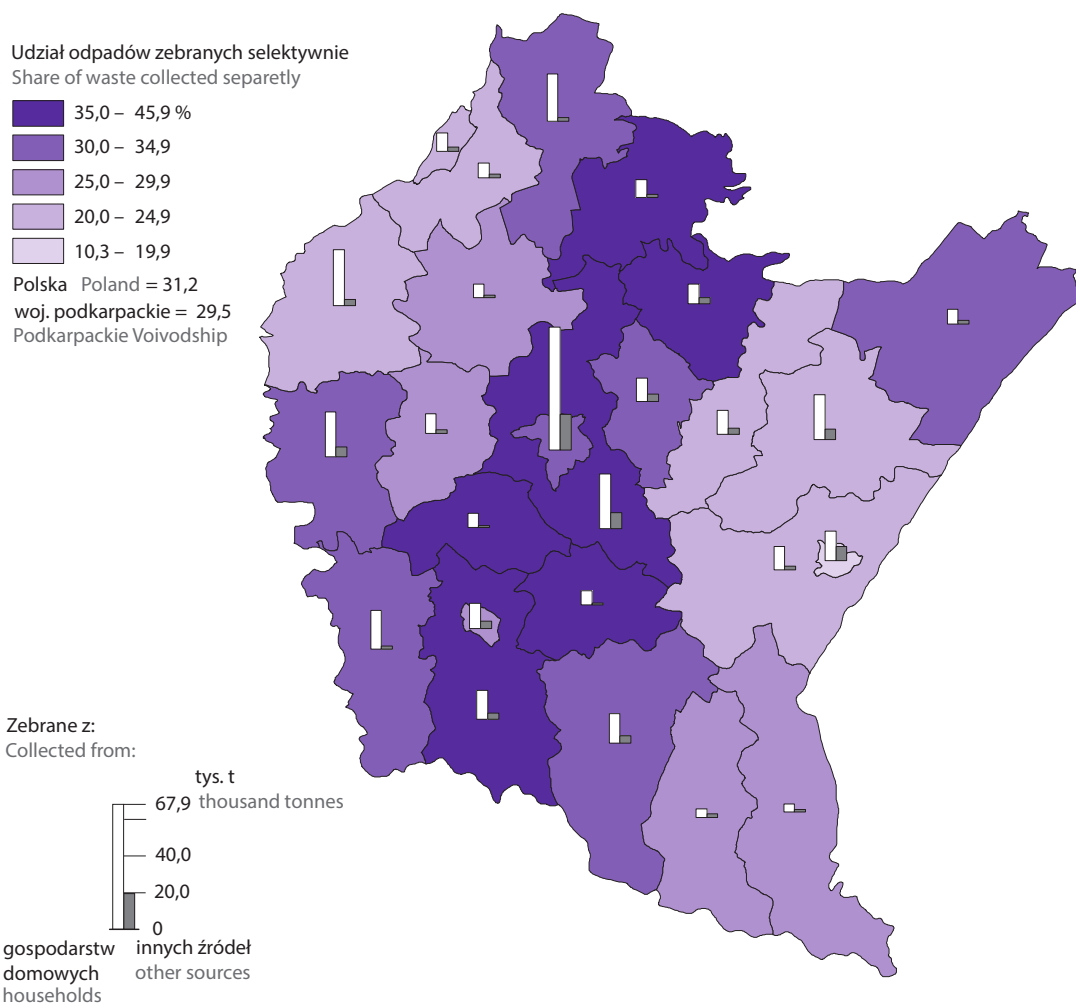 Udział odpadów zebranych selektywnie
Share of waste collected separetly
35,0 – 45,9 %
30,0 – 34,9
25,0 – 29,9
20,0 – 24,9
10,3 – 19,9
Polska Poland = 31,2
woj. podkarpackie = 29,5
Podkarpackie Voivodship
Zebrane z:
Collected from:
tys. t
67,9 thousand tonnes
40,0
20,0
0
gospodarstw innych źródeł
domowych other sources
households